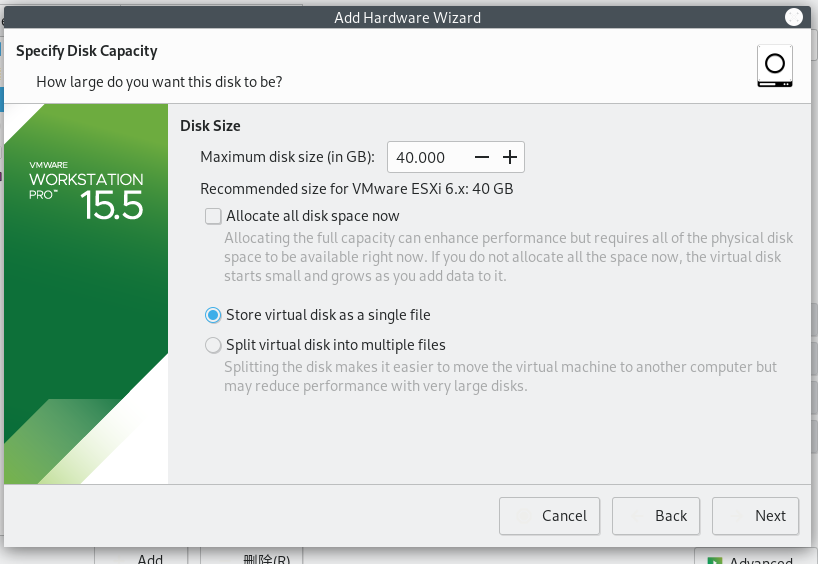 Add Hardware Wizard
Specify Disk Capacity
How large do you want this disk to be?
VMWARE
WORKSTATION
PRO™
15.5
Disk Size
Maximum disk size (in GB): 40.000
Recommended size for VMware ESXi 6.x: 40 GB
Allocate all disk space now
Allocating the full capacity can enhance performance but requires all of the physical disk
space to be available right now. If you do not allocate all the space now, the virtual disk
starts small and grows as you add data to it.
Store virtual disk as a single file
Split virtual disk into multiple files
Splitting the disk makes it easier to move the virtual machine to another computer but
may reduce performance with very large disks.
Cancel Back Next
Add 删除(R) Advanced